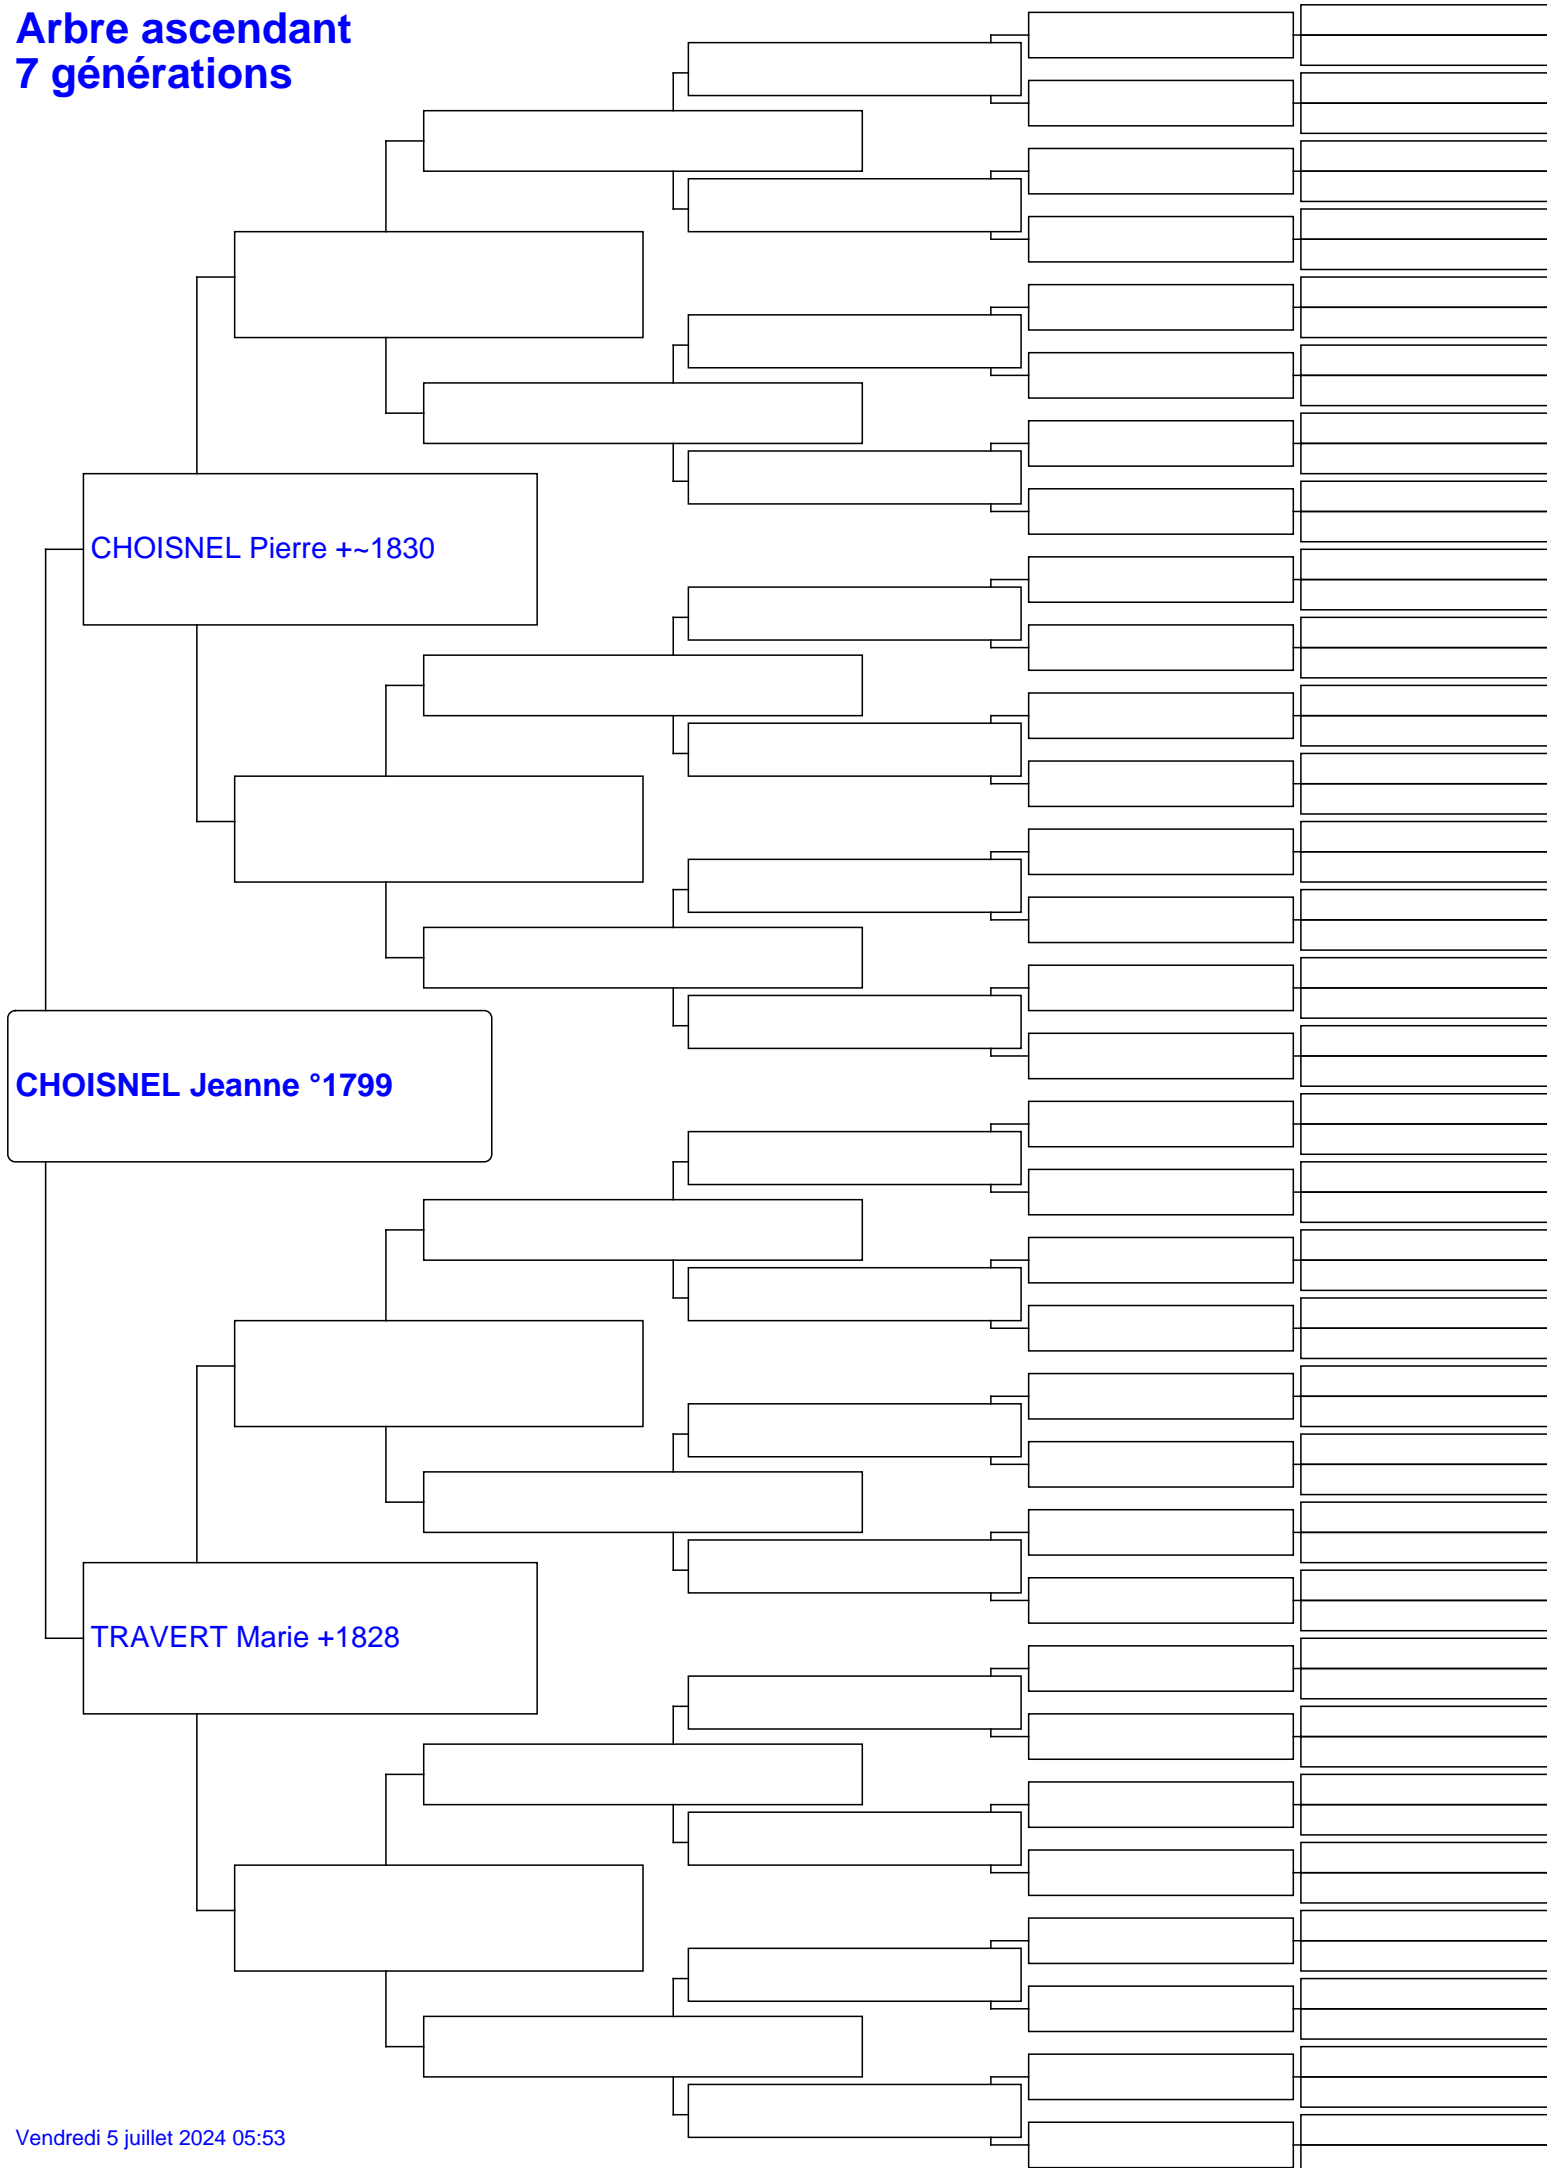 Arbre ascendant
7 générations
CHOISNEL Pierre +~1830
CHOISNEL Jeanne °1799
TRAVERT Marie +1828
Vendredi 5 juillet 2024 05:53